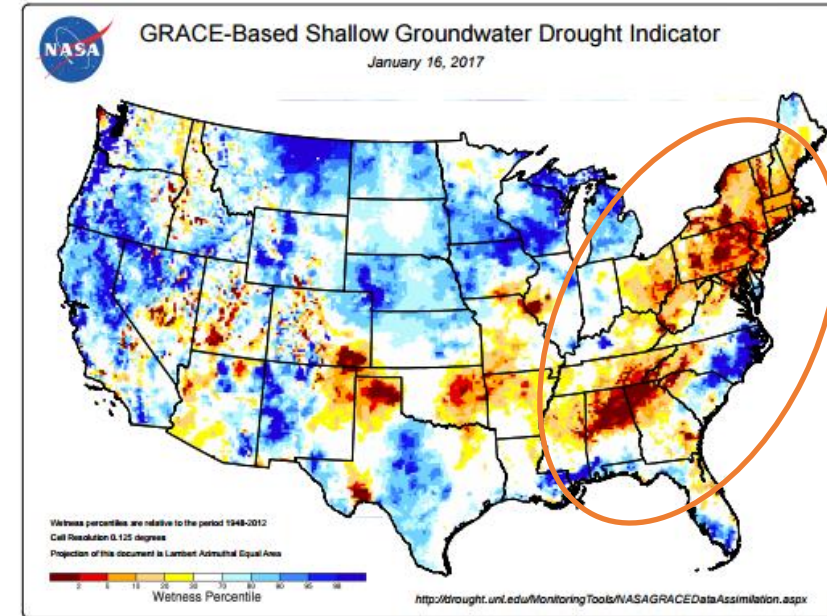 NASA
GRACE-Based Shallow Groundwater Drought Indicator
January 16, 2017
Wetness percentiles are relative to the period 1948-2012
Cell Resolution 0.125 degrees
Projection of this document is Lambert Azimuthal Equal Area
2 5 10 20 30 70 80 90 95 98
Wetness Percentile
http://drought.unl.edu/MonitoringTools/NASAGRACEDataAssimilation.aspx